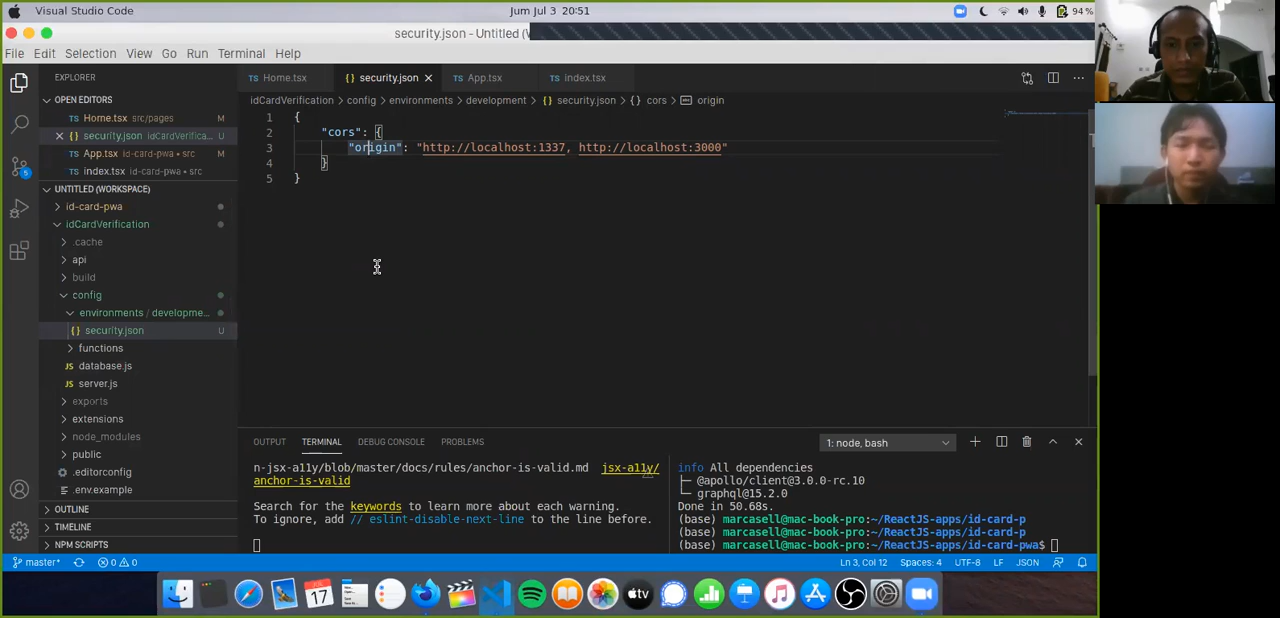 Visual Studio Code
Jum Jul 3 20:51
94%
security.json - Untitled (W
File Edit Selection View Go Run Terminal Help
EXPLORER
OPEN EDITORS
Home.tsx src/pages M
security.json idCardVerifica... U
App.tsx id-card-pwa • src
index.tsx id-card-pwa • src
UNTITLED (WORKSPACE)
id-card-pwa
idCardVerification
.cache
api
build
config
environments / developme...
security.json U
functions
database.js
server.js
exports
extensions
node_modules
public
.editorconfig
.env.example
OUTLINE
TIMELINE
NPM SCRIPTS
5
Home.tsx security.json App.tsx index.tsx
idCardVerification > config > environments > development > {} security.json > {} cors > origin
1 {
2 "cors": {
3 "origin": "http://localhost:1337, http://localhost:3000"
4 }
5 }
OUTPUT TERMINAL DEBUG CONSOLE PROBLEMS
1: node, bash
n-jsx-a11y/blob/master/docs/rules/anchor-is-valid.md jsx-a11y/
anchor-is-valid
Search for the keywords to learn more about each warning.
To ignore, add // eslint-disable-next-line to the line before.
info All dependencies
├─ @apollo/client@3.0.0-rc.10
└─ graphql@15.2.0
Done in 50.68s.
(base) marcasell@mac-book-pro:~/ReactJS-apps/id-card-p
(base) marcasell@mac-book-pro:~/ReactJS-apps/id-card-p
(base) marcasell@mac-book-pro:~/ReactJS-apps/id-card-pwa$
master* 0 0
Ln 3, Col 12 Spaces: 4 UTF-8 LF JSON
17
tv